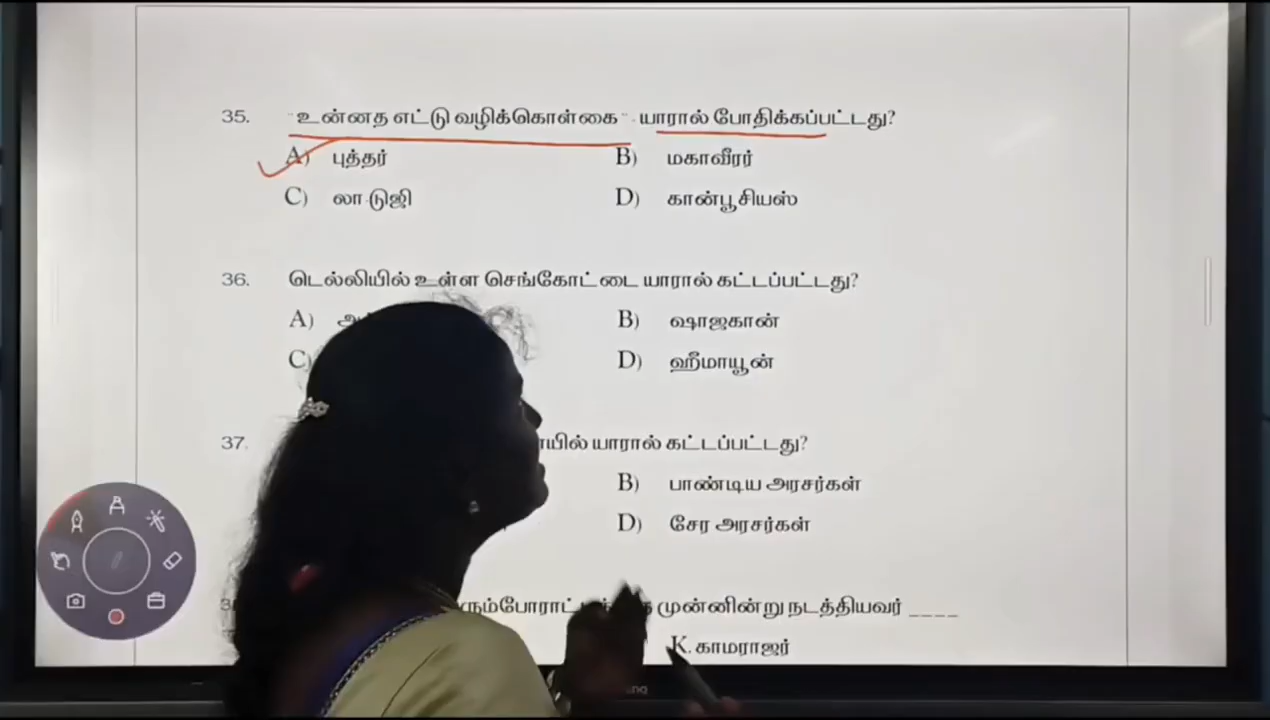 35. "உன்னத எட்டு வழிக்கொள்கை" - யாரால் போதிக்கப்பட்டது?
A) புத்தர் B) மகாவீரர்
C) லா-டுஜி D) கான்பூசியஸ்
36. டெல்லியில் உள்ள செங்கோட்டை யாரால் கட்டப்பட்டது?
A) B) ஷாஜகான்
C) D) ஹீமாயூன்
37. யாரால் கட்டப்பட்டது?
B) பாண்டிய அரசர்கள்
D) சேர அரசர்கள்
முன்னின்று நடத்தியவர் ____
K. காமராஜர்